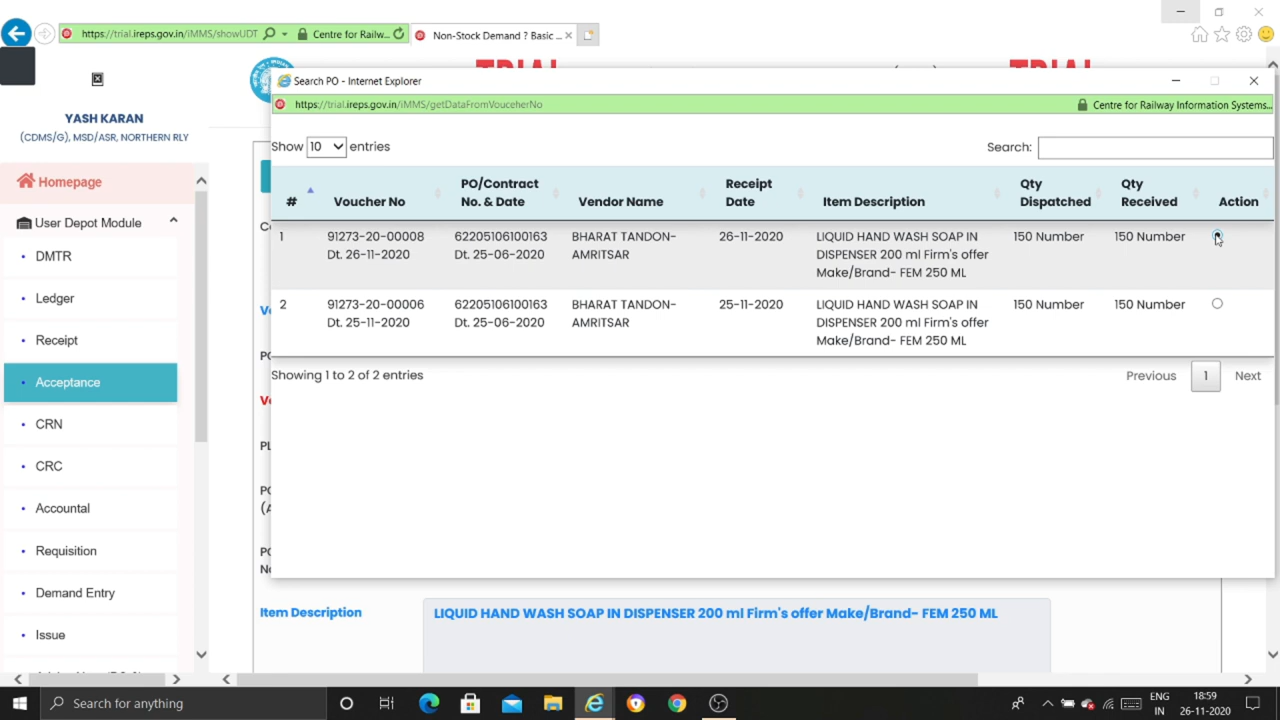 https://trial.ireps.gov.in/iMMS/showUDT
Centre for Railw...
Non-Stock Demand ? Basic ...
TRIAL
TRIAL
Search PO - Internet Explorer
https://trial.ireps.gov.in/iMMS/getDataFromVouceherNo
Centre for Railway Information Systems...
YASH KARAN
(CDMS/G), MSD/ASR, NORTHERN RLY
Homepage
User Depot Module
DMTR
Ledger
Receipt
Acceptance
CRN
CRC
Accountal
Requisition
Demand Entry
Issue
Show 10 entries
Search:
# Voucher No PO/Contract No. & Date Vendor Name Receipt Date Item Description Qty Dispatched Qty Received Action
1 91273-20-00008 62205106100163 BHARAT TANDON- 26-11-2020 LIQUID HAND WASH SOAP IN 150 Number 150 Number
Dt. 26-11-2020 Dt. 25-06-2020 AMRITSAR DISPENSER 200 ml Firm's offer
Make/Brand- FEM 250 ML
2 91273-20-00006 62205106100163 BHARAT TANDON- 25-11-2020 LIQUID HAND WASH SOAP IN 150 Number 150 Number
Dt. 25-11-2020 Dt. 25-06-2020 AMRITSAR DISPENSER 200 ml Firm's offer
Make/Brand- FEM 250 ML
Showing 1 to 2 of 2 entries
Previous 1 Next
Item Description
LIQUID HAND WASH SOAP IN DISPENSER 200 ml Firm's offer Make/Brand- FEM 250 ML
Type here to search
ENG
IN
18:59
26-11-2020